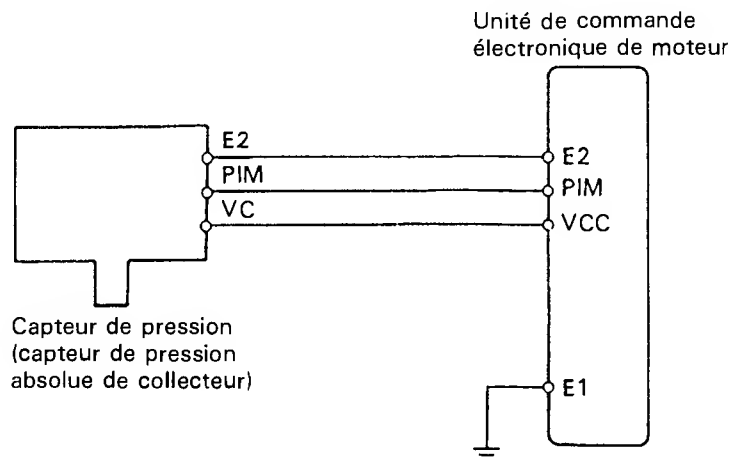 Unité de commande
électronique de moteur
E2
PIM
VC
E2
PIM
VCC
E1
Capteur de pression
(capteur de pression
absolue de collecteur)